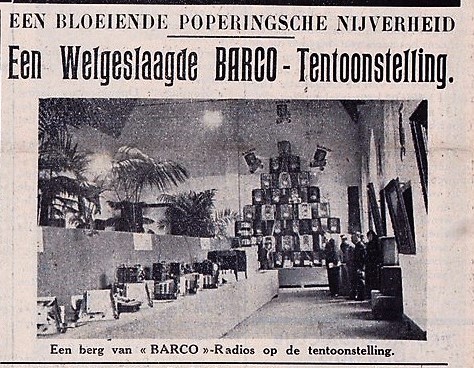 EEN BLOEIENDE POPERINGSCHE NIJVERHEID
Een Welgeslaagde BARCO - Tentoonstelling.
Een berg van « BARCO »-Radios op de tentoonstelling.